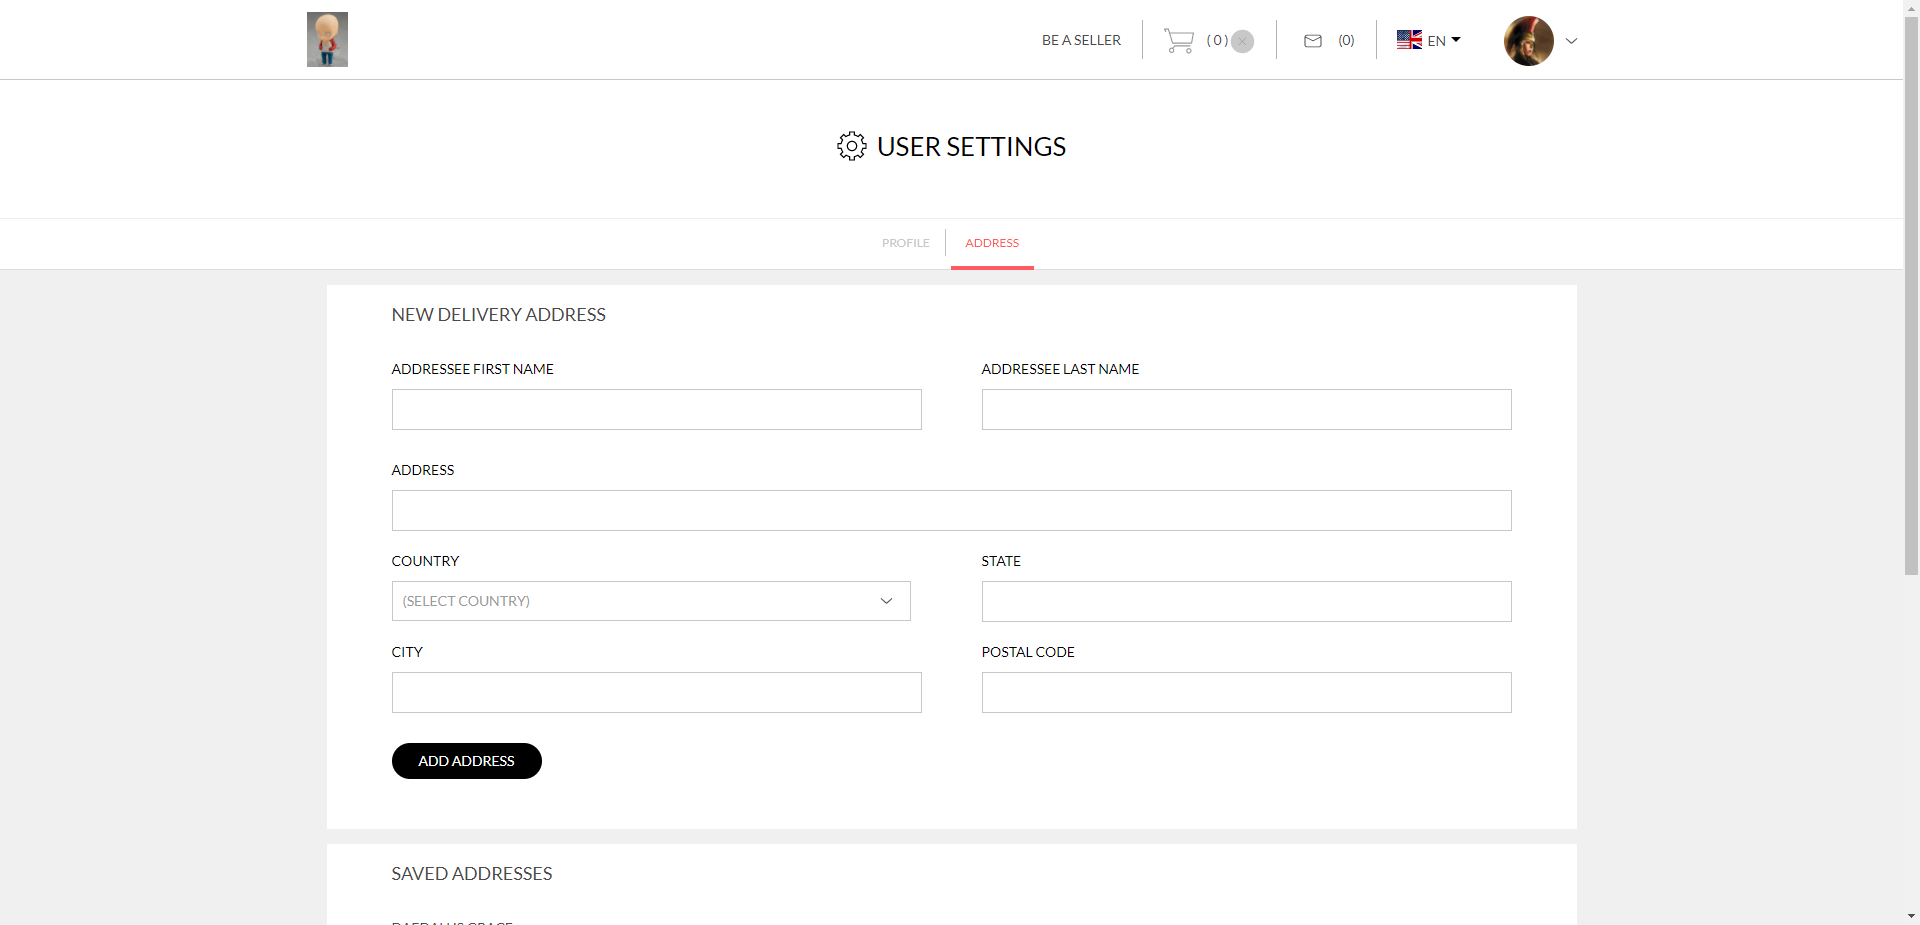 BE A SELLER
( 0 )
(0)
EN
USER SETTINGS
PROFILE
ADDRESS
NEW DELIVERY ADDRESS
ADDRESSEE FIRST NAME
ADDRESSEE LAST NAME
ADDRESS
COUNTRY
STATE
(SELECT COUNTRY)
CITY
POSTAL CODE
ADD ADDRESS
SAVED ADDRESSES